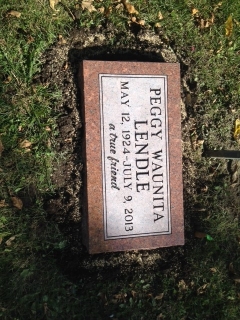 PEGGY WAUNITA
LENDLE
MAY 12, 1924-JULY 9, 2013
a true friend